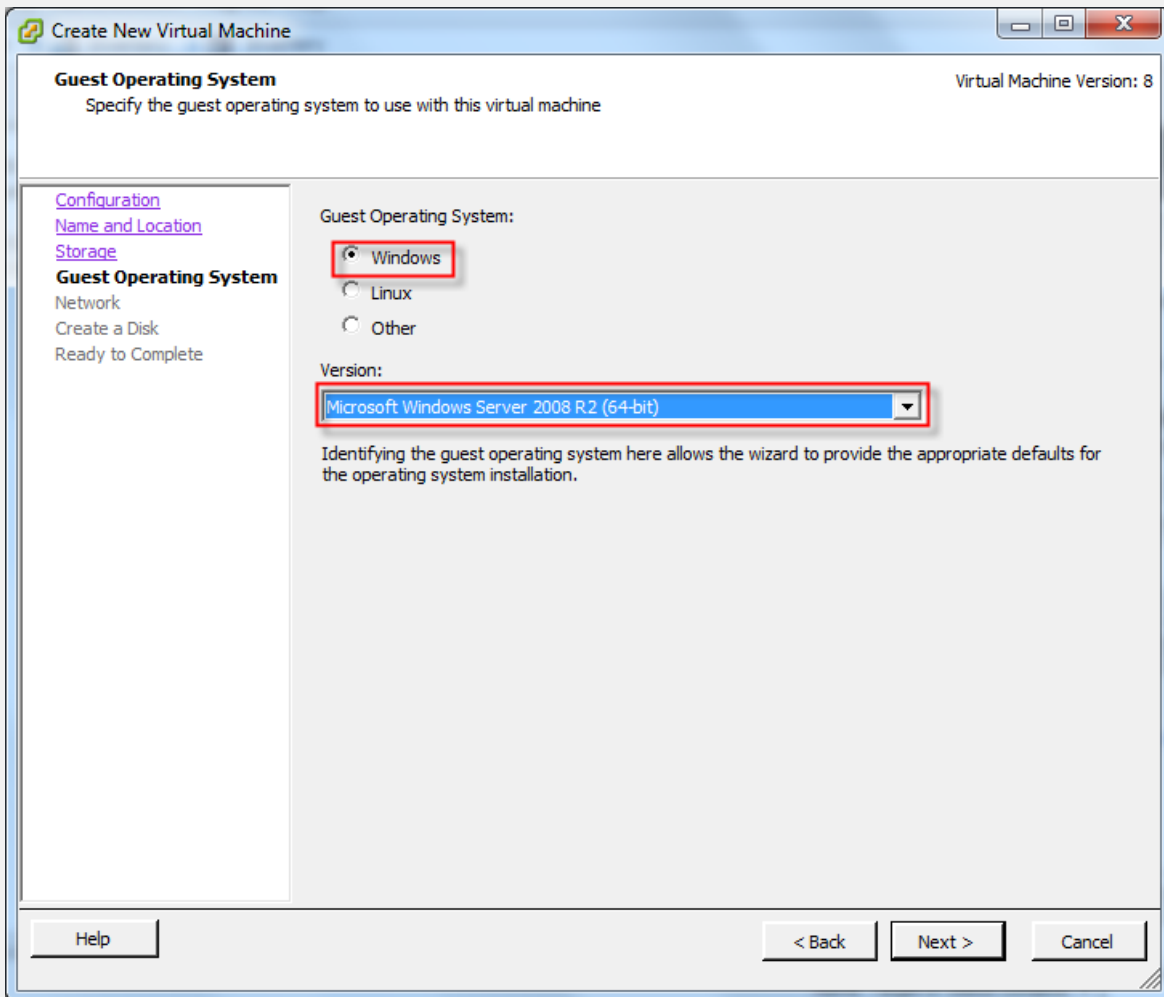 Create New Virtual Machine
Guest Operating System
Virtual Machine Version: 8
Specify the guest operating system to use with this virtual machine
Configuration
Name and Location
Storage
Guest Operating System
Network
Create a Disk
Ready to Complete
Guest Operating System:
Windows
Linux
Other
Version:
Microsoft Windows Server 2008 R2 (64-bit)
Identifying the guest operating system here allows the wizard to provide the appropriate defaults for
the operating system installation.
Help
< Back
Next >
Cancel